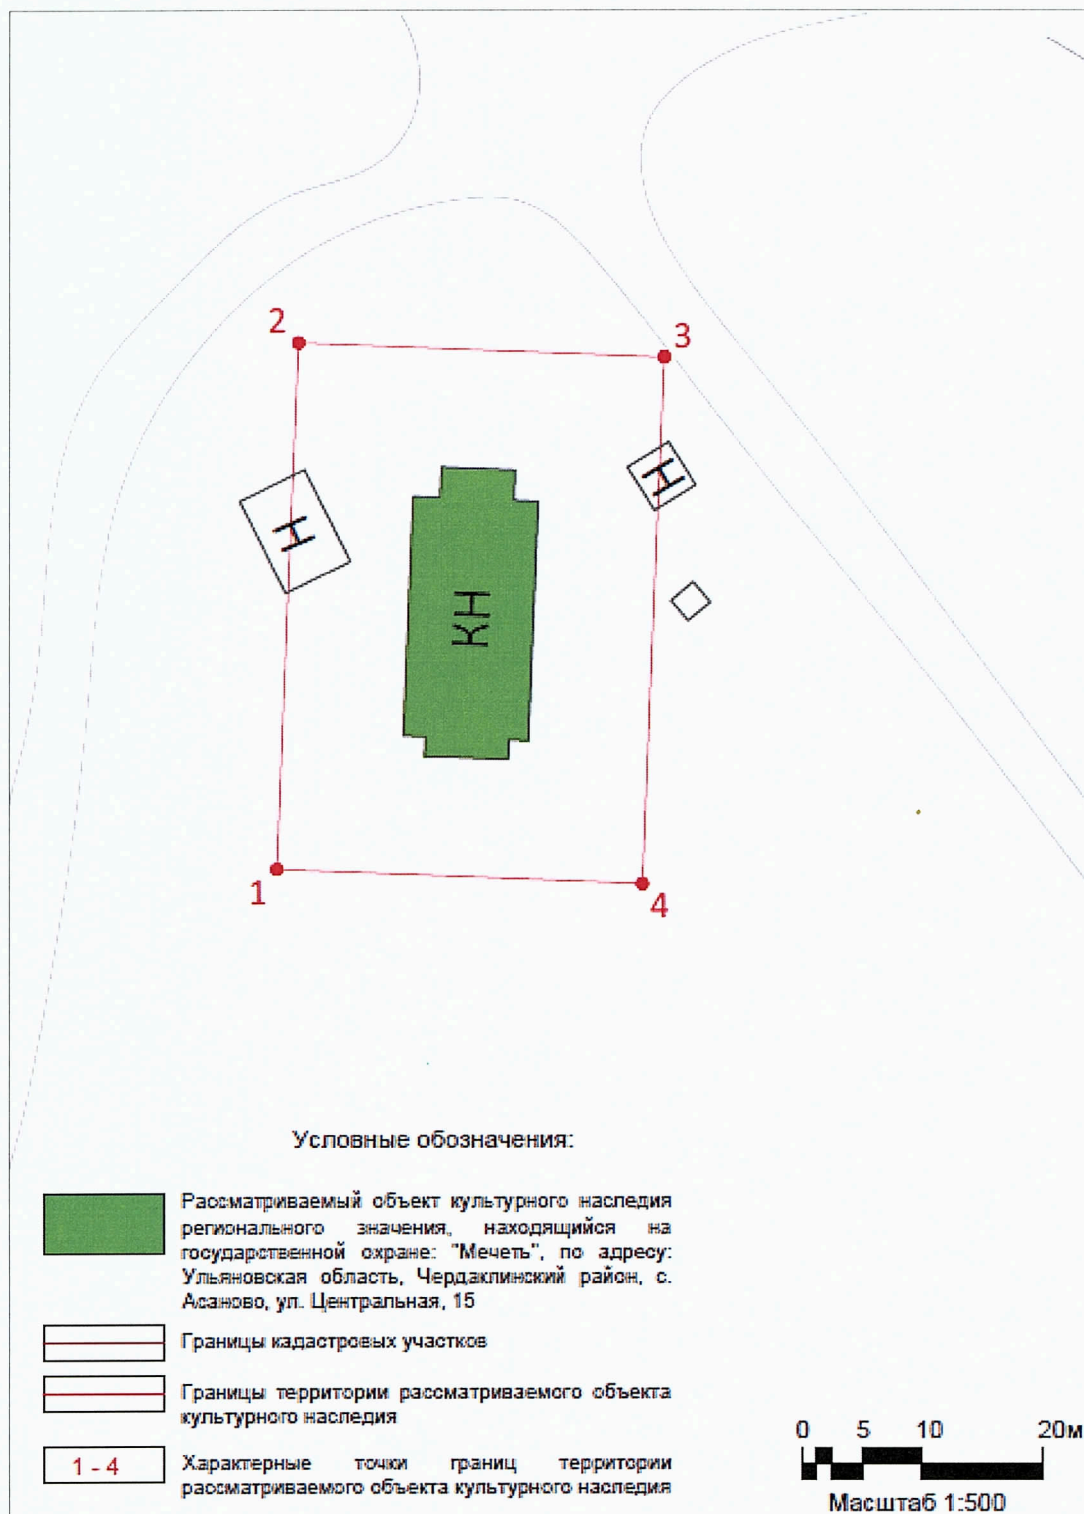 2
3
Н
Н
КН
1
4
Условные обозначения:
Рассматриваемый объект культурного наследия
регионального значения, находящийся на
государственной охране: "Мечеть", по адресу:
Ульяновская область, Чердаклинский район, с.
Асаново, ул. Центральная, 15
Границы кадастровых участков
Границы территории рассматриваемого объекта
культурного наследия
1 - 4
Характерные точки границ территории
рассматриваемого объекта культурного наследия
0 5 10 20м
Масштаб 1:500